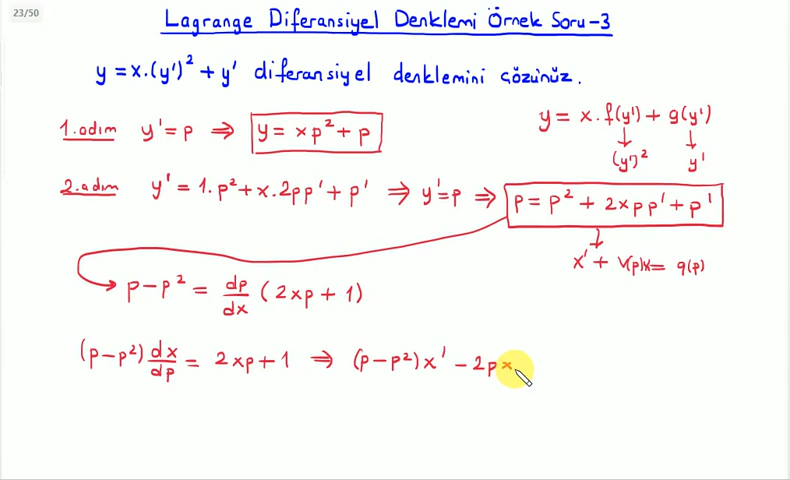 23/50
Lagrange Diferansiyel Denklemi Örnek Soru-3
y = x.(y')² + y' diferansiyel denklemini çözünüz.
1.adım y' = p ⇒ y = xp² + p
y = x.f(y') + g(y')
↓ ↓
(y')² y'
2.adım y' = 1.p² + x.2pp' + p' ⇒ y' = p ⇒ p = p² + 2xpp' + p'
↓
x' + v(p)x = q(p)
p - p² = dp/dx (2xp + 1)
(p - p²) dx/dp = 2xp + 1 ⇒ (p - p²)x' - 2px